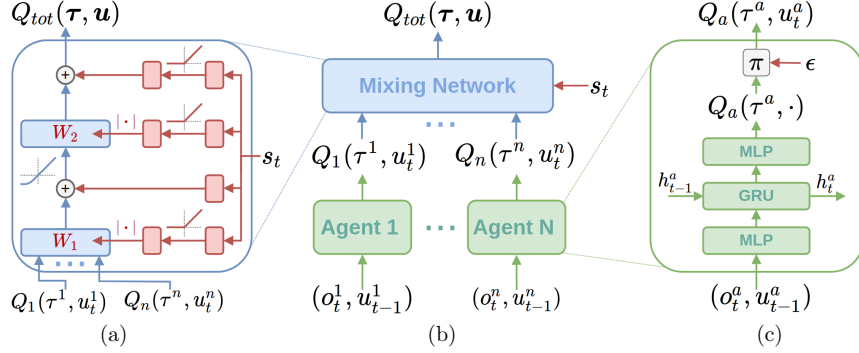 Q_{tot}(τ, u)
+
|·|
W_2
s_t
+
|·|
W_1
....
Q_1(τ^1, u_t^1)
Q_n(τ^n, u_t^n)
(a)
Q_{tot}(τ, u)
Mixing Network
s_t
...
Q_1(τ^1, u_t^1)
Q_n(τ^n, u_t^n)
Agent 1
...
Agent N
(o_t^1, u_{t-1}^1)
(o_t^n, u_{t-1}^n)
(b)
Q_a(τ^a, u_t^a)
π
ϵ
Q_a(τ^a, ·)
MLP
h_{t-1}^a
GRU
h_t^a
MLP
(o_t^a, u_{t-1}^a)
(c)